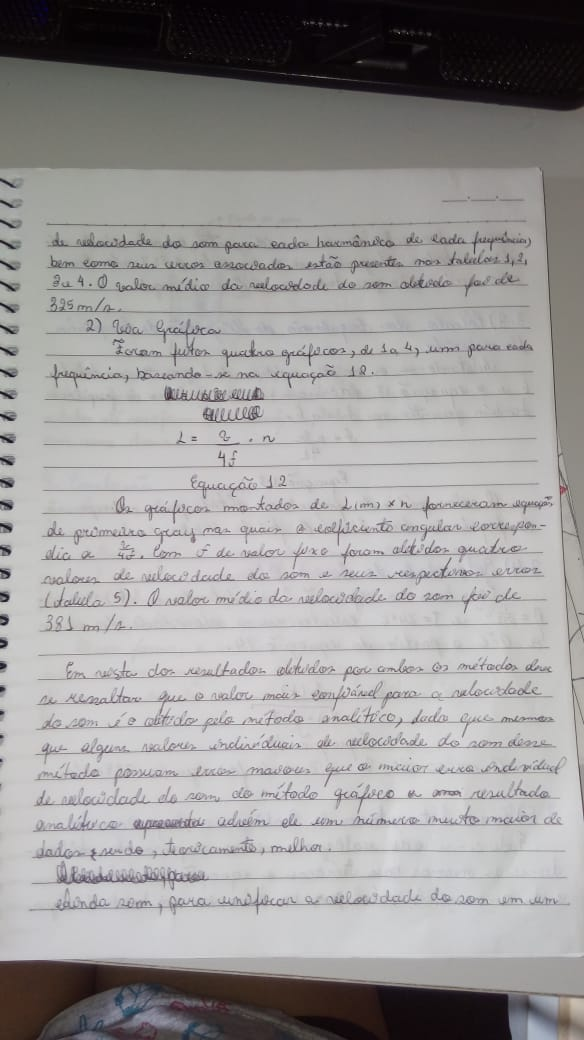 de velocidade do som para cada harmônico de cada frequência,
bem como seus erros associados estão presentes nas tabelas 1, 2,
3 e 4. O valor médio da velocidade do som obtido foi de
325 m/s.
2) Via Gráfica
Foram feitos quatro gráficos, de 1 a 4, um para cada
frequência, baseando-se na equação 12.
L = v/4f . n
Equação 12
Os gráficos montados de L(m) x n forneceram equações
de primeiro grau nas quais o coeficiente angular correspon-
dia a v/4f. Com f de valor fixo foram obtidos quatro
valores de velocidade do som e seus respectivos erros
(tabela 5). O valor médio da velocidade do som foi de
381 m/s.
Em vista dos resultados obtidos por ambos os métodos deve
se ressaltar que o valor mais confiável para a velocidade
do som é o obtido pelo método analítico, dado que mesmo
que alguns valores individuais de velocidade do som desse
método possuam erros maiores que o maior erro individual
de velocidade do som do método gráfico o resultado
analítico advém de um número muito maior de
dados sendo, teoricamente, melhor.
Ainda sem, para unificar a velocidade do som em um